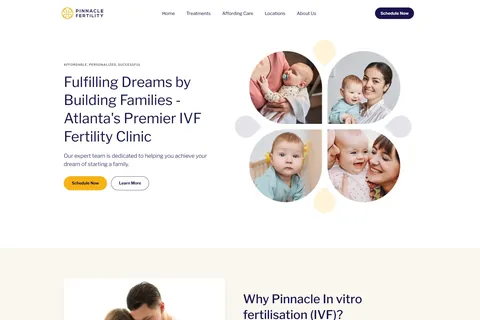 PINNACLE
FERTILITY
Home Treatments Affording Care Locations About Us
Schedule Now
AFFORDABLE. PERSONALIZED. SUCCESSFUL
Fulfilling Dreams by
Building Families -
Atlanta's Premier IVF
Fertility Clinic
Our expert team is dedicated to helping you achieve your
dream of starting a family.
Schedule Now Learn More
Why Pinnacle In vitro
fertilisation (IVF)?